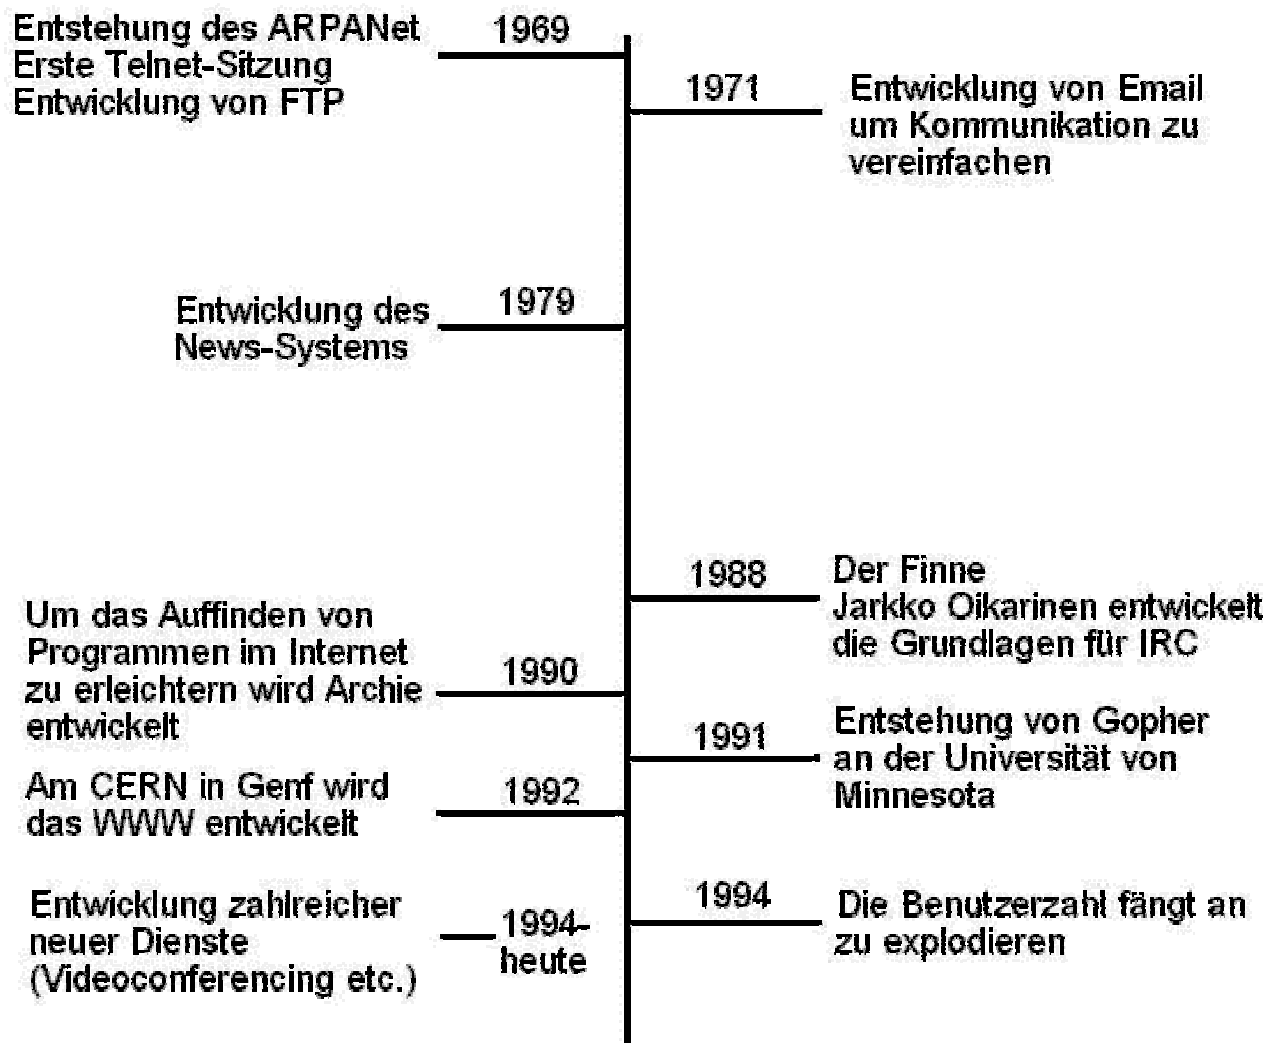 Entstehung des ARPANet
Erste Telnet-Sitzung
Entwicklung von FTP
1969
1971
Entwicklung von Email
um Kommunikation zu
vereinfachen
Entwicklung des
News-Systems
1979
1988
Der Finne
Jarkko Oikarinen entwickelt
die Grundlagen für IRC
Um das Auffinden von
Programmen im Internet
zu erleichtern wird Archie
entwickelt
1990
1991
Entstehung von Gopher
an der Universität von
Minnesota
Am CERN in Genf wird
das WWW entwickelt
1992
1994
Die Benutzerzahl fängt an
zu explodieren
Entwicklung zahlreicher
neuer Dienste
(Videoconferencing etc.)
1994-
heute